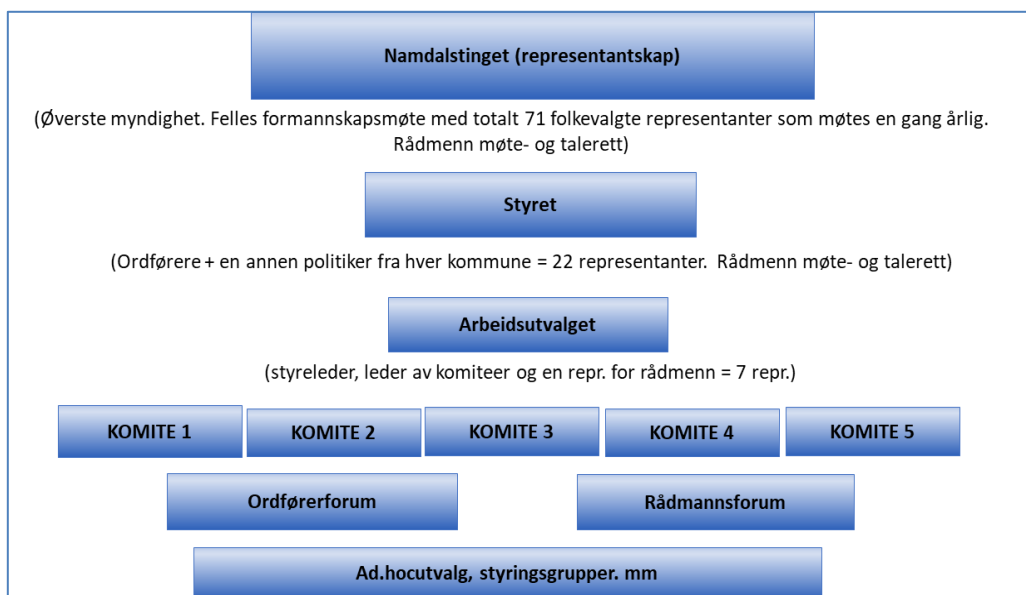 Namdalstinget (representantskap)
(Øverste myndighet. Felles formannskapsmøte med totalt 71 folkevalgte representanter som møtes en gang årlig.
Rådmenn møte- og talerett)
Styret
(Ordførere + en annen politiker fra hver kommune = 22 representanter. Rådmenn møte- og talerett)
Arbeidsutvalget
(styreleder, leder av komiteer og en repr. for rådmenn = 7 repr.)
KOMITE 1
KOMITE 2
KOMITE 3
KOMITE 4
KOMITE 5
Ordførerforum
Rådmannsforum
Ad.hocutvalg, styringsgrupper. mm